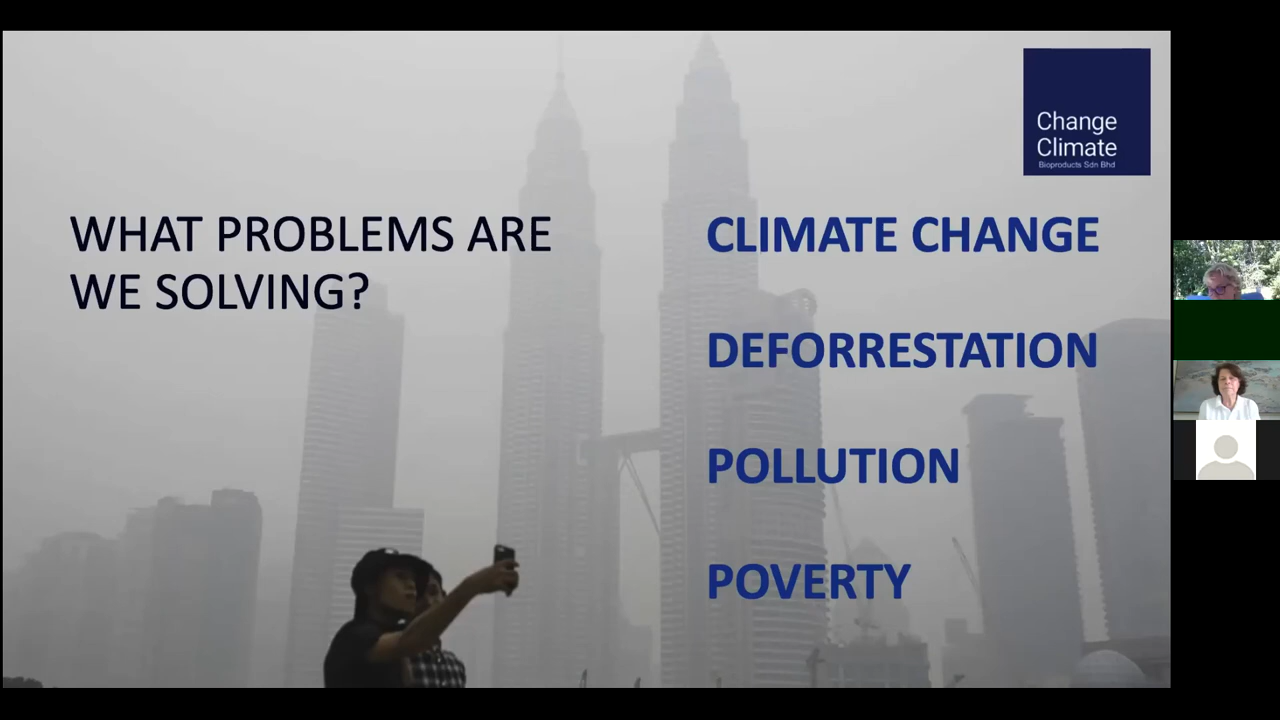 Change
Climate
Bioproducts Sdn Bhd
WHAT PROBLEMS ARE
WE SOLVING?
CLIMATE CHANGE
DEFORRESTATION
POLLUTION
POVERTY